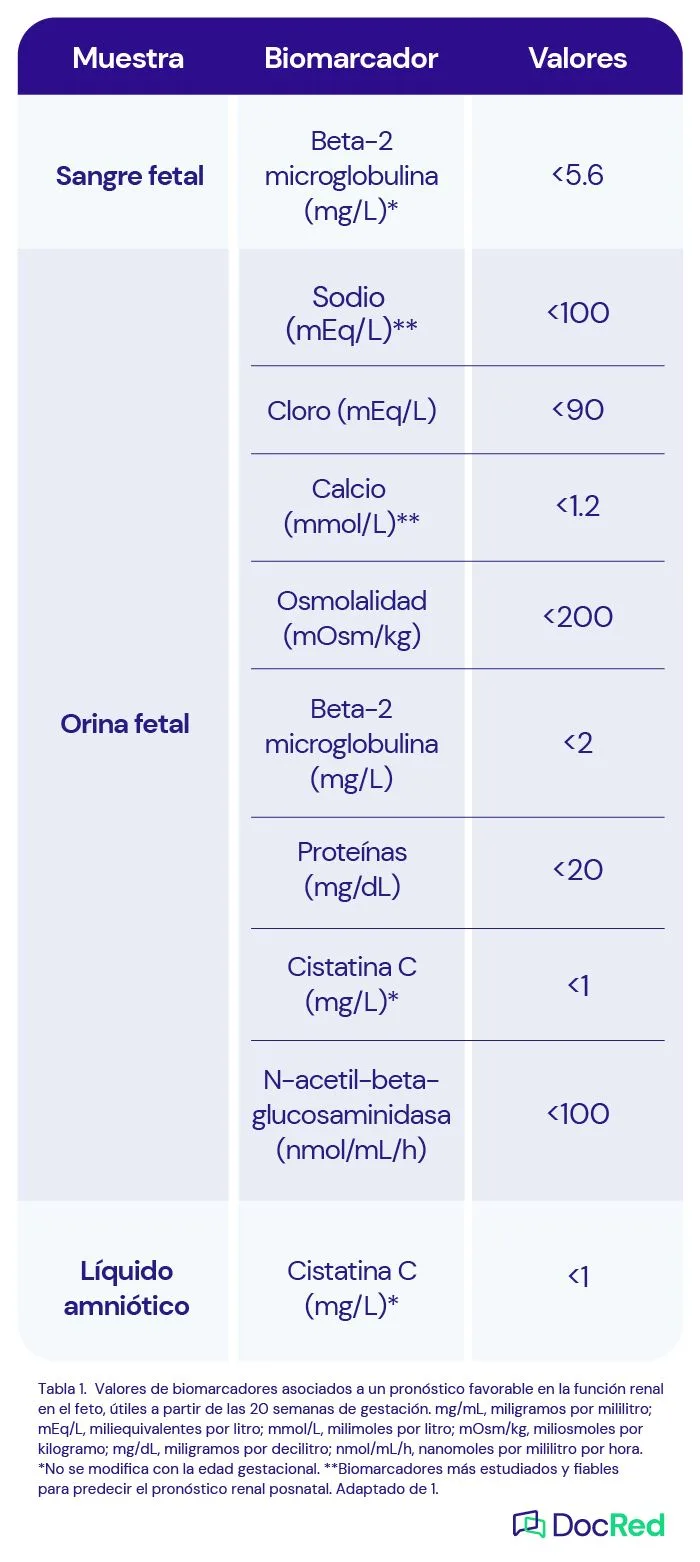 Muestra Biomarcador Valores
Sangre fetal
Beta-2
microglobulina
(mg/L)*
<5.6
Orina fetal
Sodio
(mEq/L)**
<100
Cloro (mEq/L)
<90
Calcio
(mmol/L)**
<1.2
Osmolalidad
(mOsm/kg)
<200
Beta-2
microglobulina
(mg/L)
<2
Proteínas
(mg/dL)
<20
Cistatina C
(mg/L)*
<1
N-acetil-beta-
glucosaminidasa
(nmol/mL/h)
<100
Líquido
amniótico
Cistatina C
(mg/L)*
<1
Tabla 1. Valores de biomarcadores asociados a un pronóstico favorable en la función renal
en el feto, útiles a partir de las 20 semanas de gestación. mg/mL, miligramos por mililitro;
mEq/L, miliequivalentes por litro; mmol/L, milimoles por litro; mOsm/kg, miliosmoles por
kilogramo; mg/dL, miligramos por decilitro; nmol/mL/h, nanomoles por mililitro por hora.
*No se modifica con la edad gestacional. **Biomarcadores más estudiados y fiables
para predecir el pronóstico renal posnatal. Adaptado de 1.
DocRed